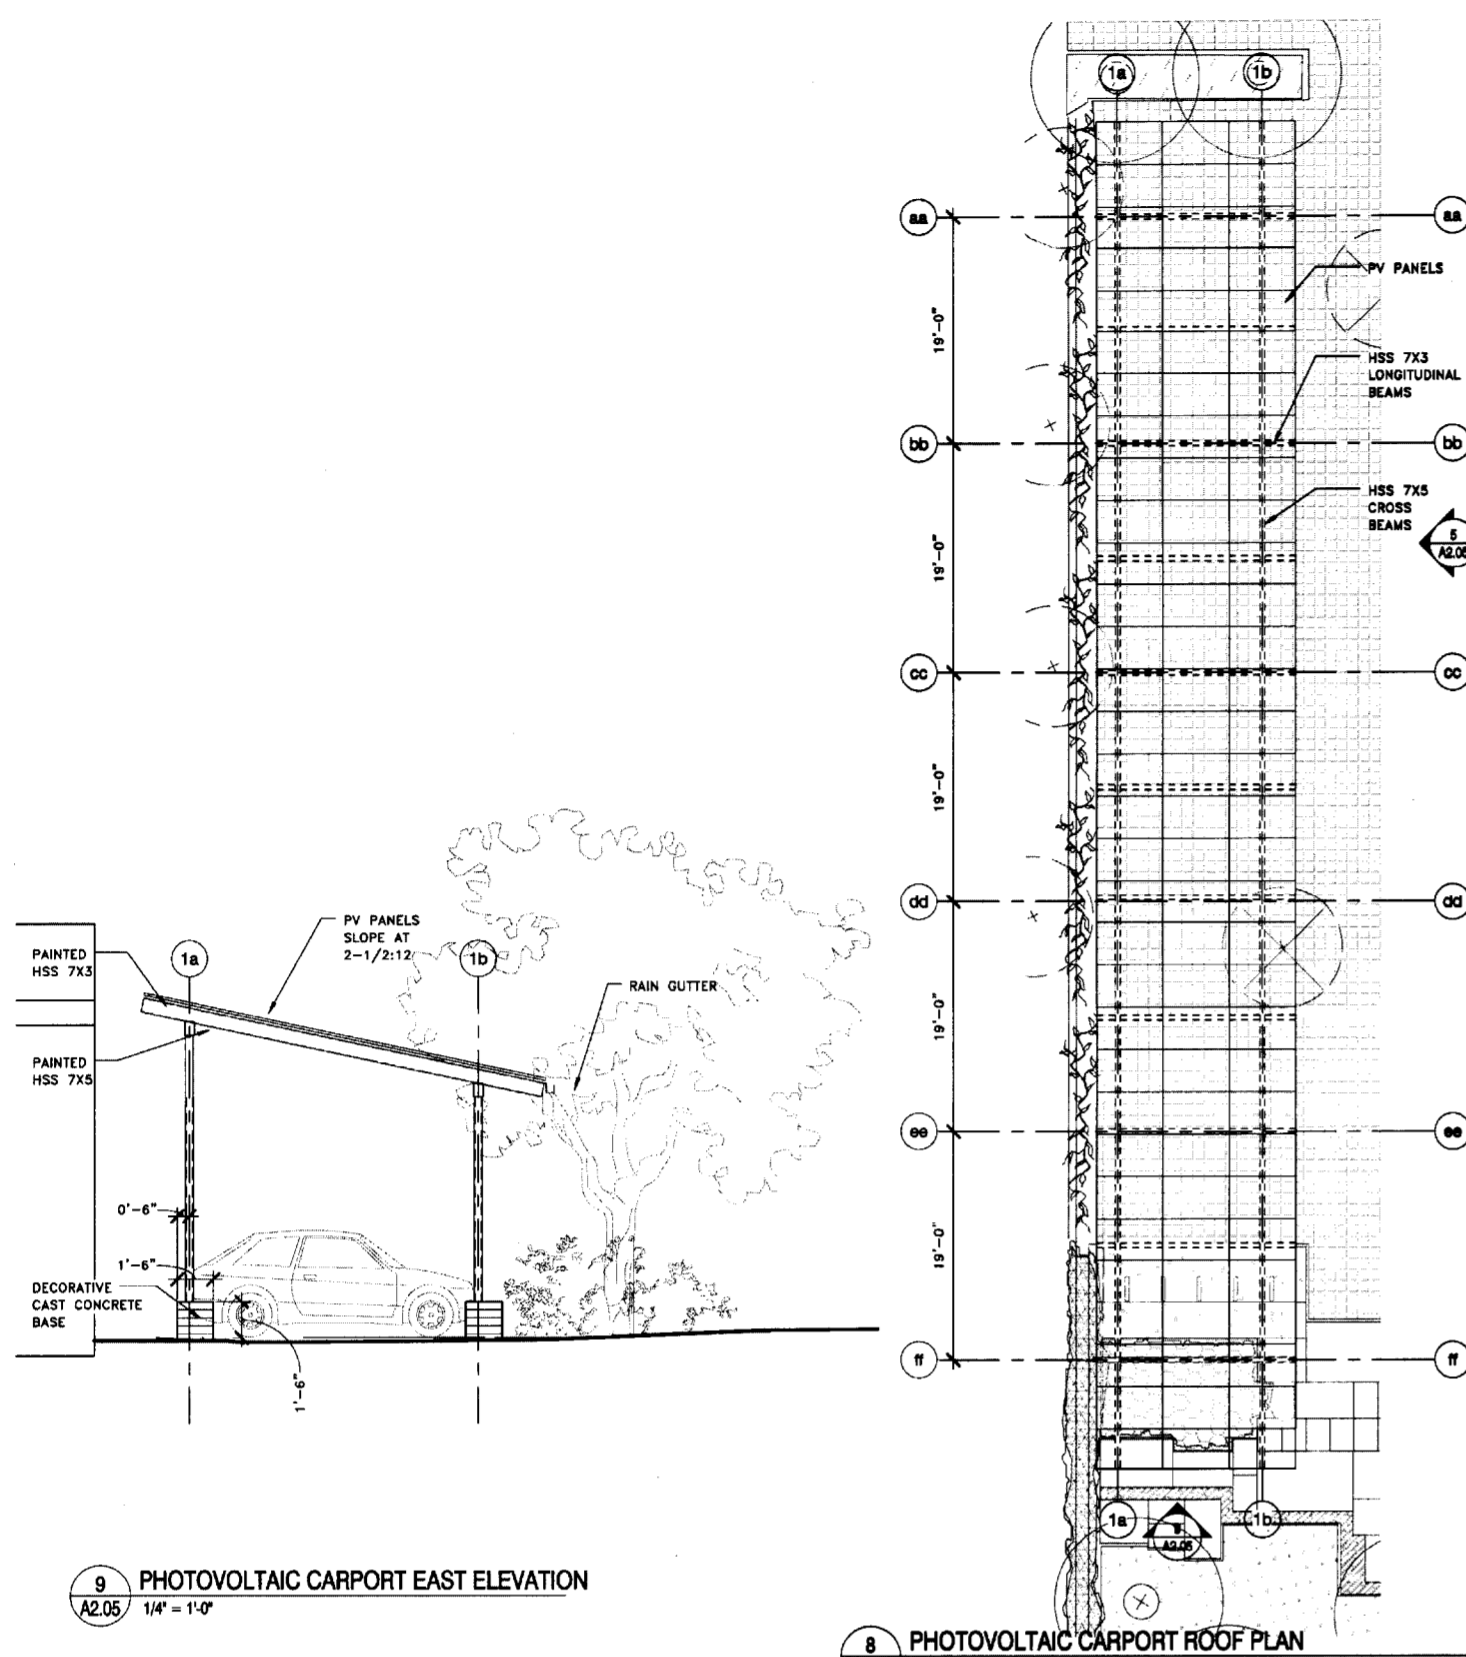 1a
1b
aa
aa
PV PANELS
19'-0"
HSS 7X3
LONGITUDINAL
BEAMS
bb
bb
HSS 7X5
CROSS
BEAMS
5
A2.05
19'-0"
cc
cc
19'-0"
dd
dd
PV PANELS
SLOPE AT
2-1/2:12
PAINTED
HSS 7X3
1a
1b
RAIN GUTTER
19'-0"
PAINTED
HSS 7X5
ee
ee
0'-6"
1'-6"
DECORATIVE
CAST CONCRETE
BASE
19'-0"
ff
ff
1'-6"
1a
1b
A2.05
9
A2.05
PHOTOVOLTAIC CARPORT EAST ELEVATION
1/4" = 1'-0"
8
PHOTOVOLTAIC CARPORT ROOF PLAN